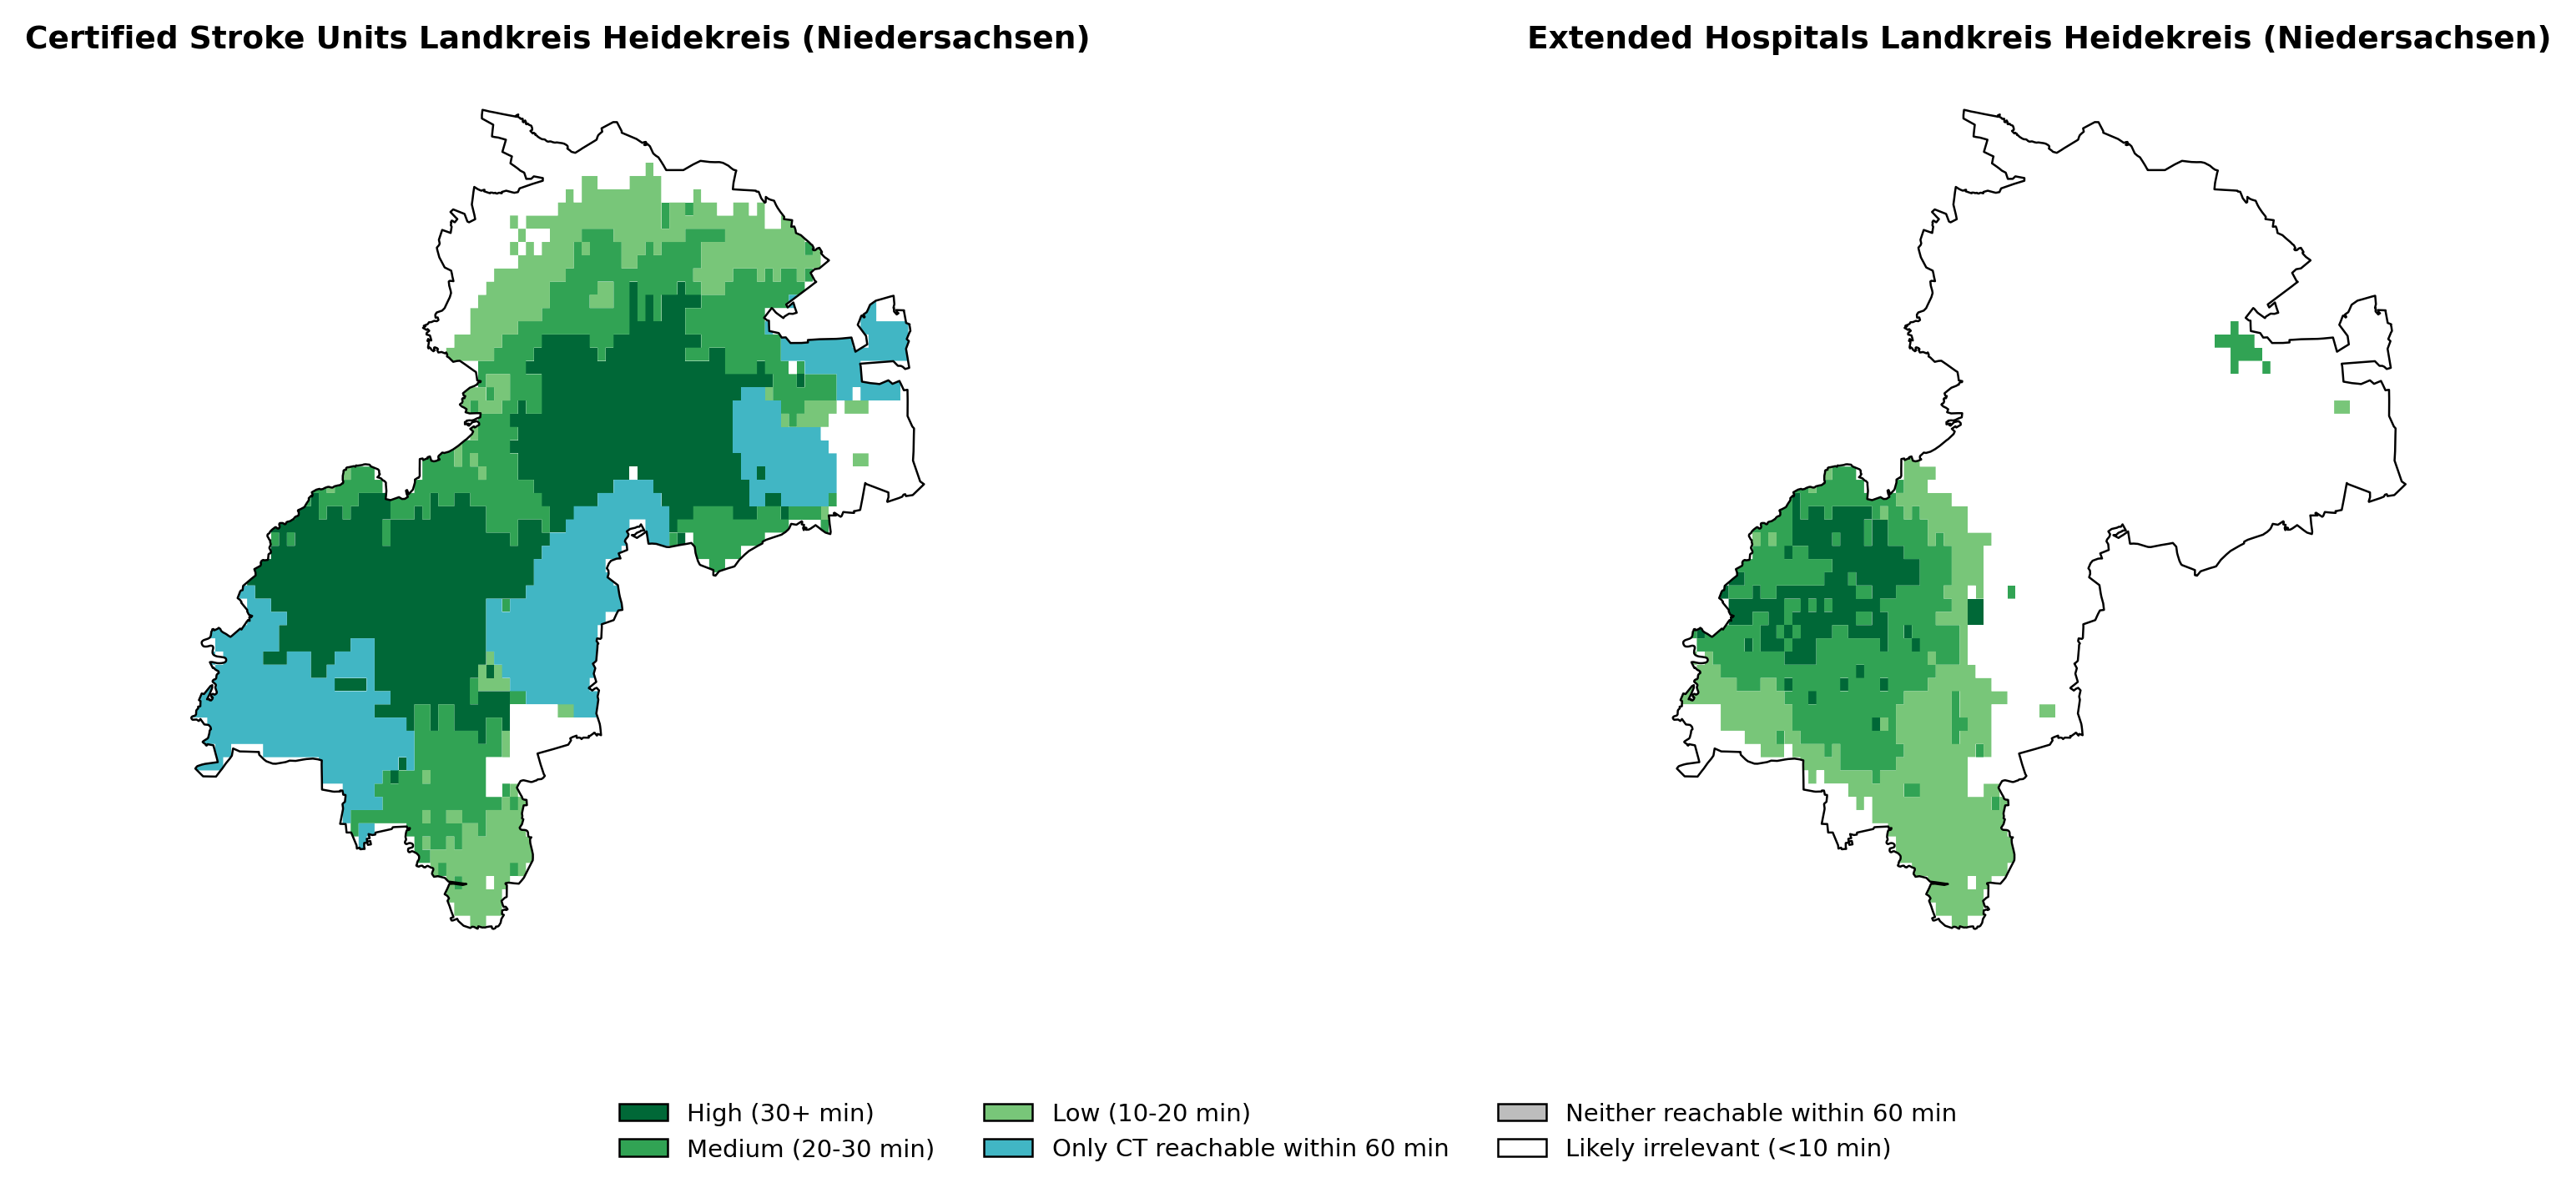 Certified Stroke Units Landkreis Heidekreis (Niedersachsen)
Extended Hospitals Landkreis Heidekreis (Niedersachsen)
High (30+ min)
Medium (20-30 min)
Low (10-20 min)
Only CT reachable within 60 min
Neither reachable within 60 min
Likely irrelevant (<10 min)